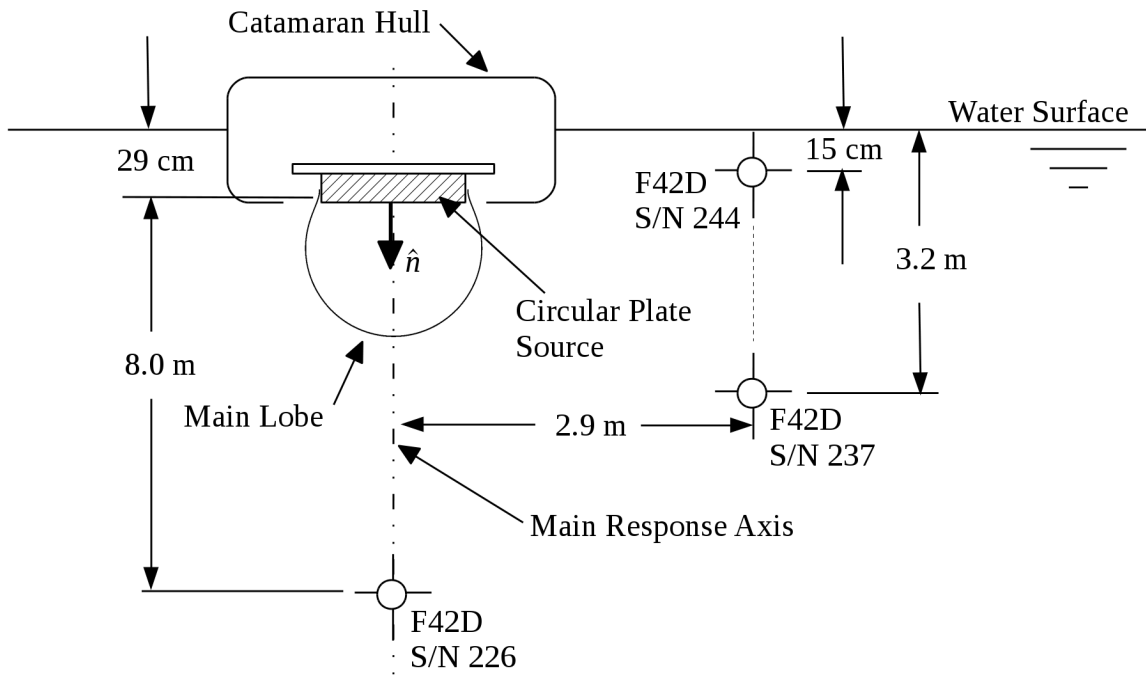 Catamaran Hull
Water Surface
29 cm
15 cm
F42D
S/N 244
3.2 m
n̂
Circular Plate
Source
8.0 m
Main Lobe
2.9 m
F42D
S/N 237
Main Response Axis
F42D
S/N 226